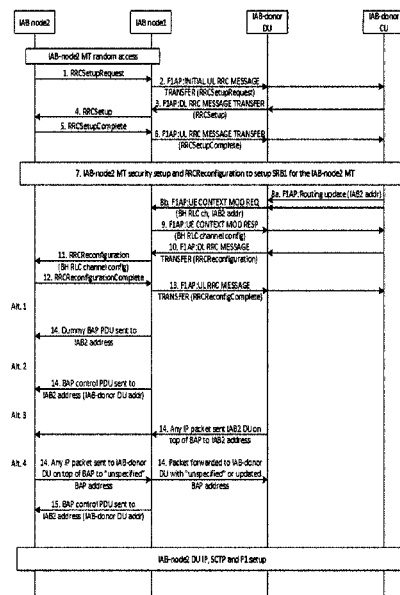 IAB node2
IAB node1
IAB-donor
DU
IAB-donor
CU
IAB-node2 MT random access
1. RRCSetupRequest
2. F1AP:INITIAL UL RRC MESSAGE
TRANSFER (RRCSetupRequest)
3. F1AP:DL RRC MESSAGE TRANSFER
(RRCSetup)
4. RRCSetup
5. RRCSetupComplete
6. F1AP:UL RRC MESSAGE TRANSFER
(RRCSetupComplete)
7. IAB-node2 MT security setup and RRCReconfiguration to setup SRB1 for the IAB-node2 MT
8a. F1AP:Routing update (IAB2 addr)
8b. F1AP:UE CONTEXT MOD REQ
(BH RLC ch, IAB2 addr)
9. F1AP:UE CONTEXT MOD RESP
(BH RLC channel config)
10. F1AP:DL RRC MESSAGE
TRANSFER (RRCReconfiguration)
11. RRCReconfiguration
(BH RLC channel config)
12. RRCReconfigurationComplete
13. F1AP:UL RRC MESSAGE
TRANSFER (RRCReconfigComplete)
Alt. 1
14. Dummy BAP PDU sent to
IAB2 address
Alt. 2
14. BAP control PDU sent to
IAB2 address (IAB-donor DU addr)
Alt. 3
14. Any IP packet sent IAB2 DU on
top of BAP to IAB2 address
Alt. 4
14. Any IP packet sent to IAB-donor
DU on top of BAP to "unspecified"
BAP address
14. Packet forwarded to IAB-donor
DU with "unspecified or updated
BAP address
15. BAP control PDU sent to
IAB2 address (IAB-donor DU addr)
IAB-node2 DU IP, SCTP and F1 setup